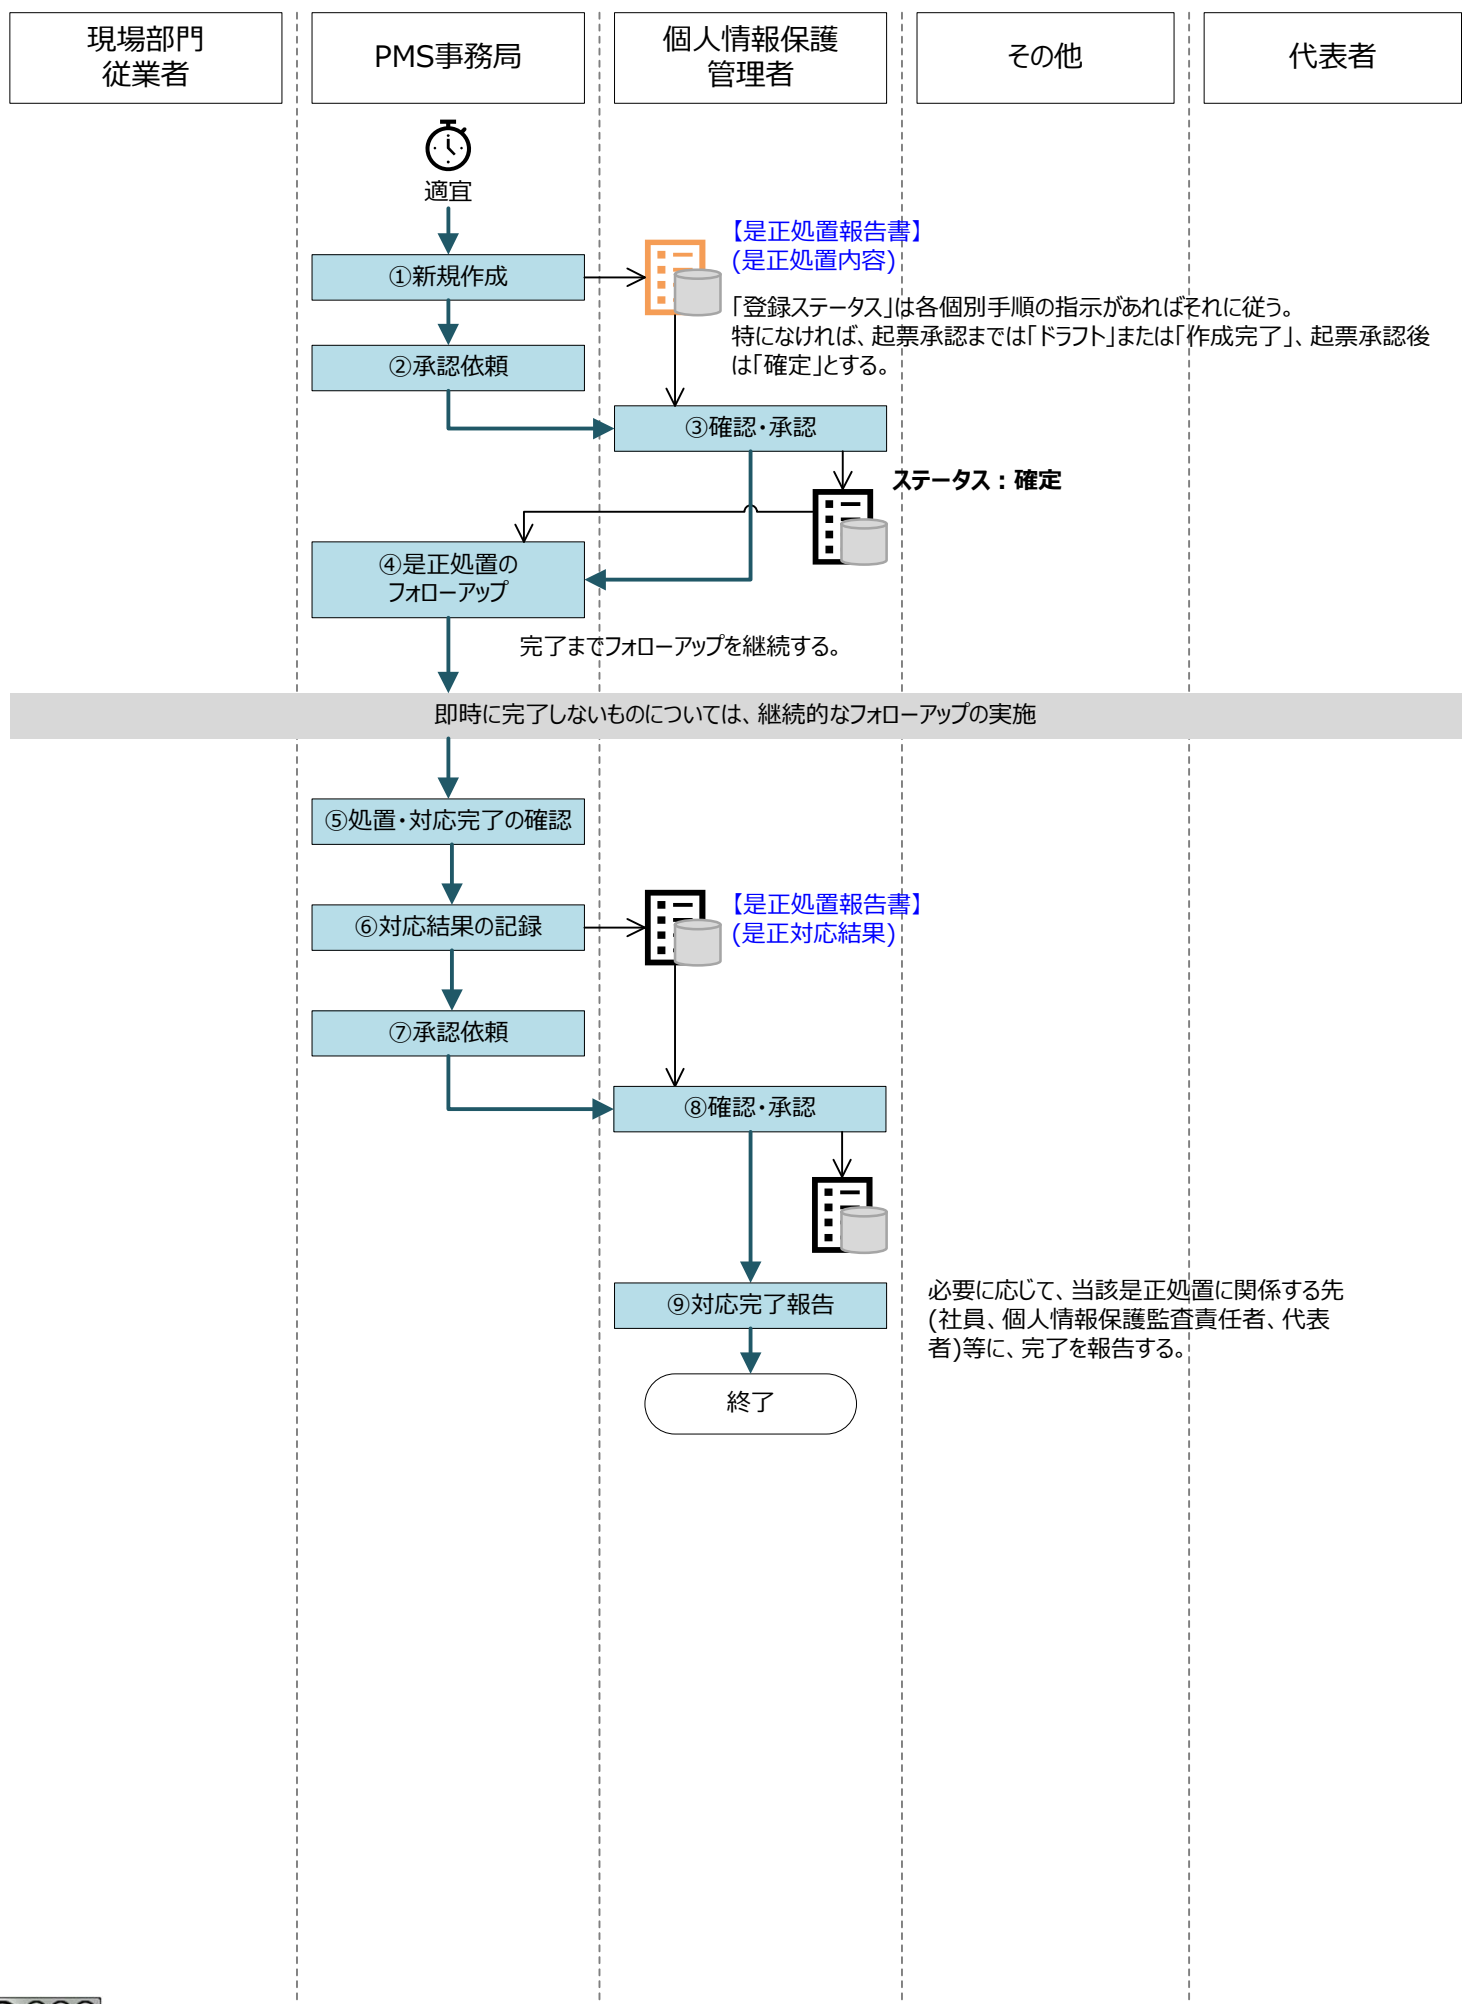 現場部門
従業者
PMS事務局
個人情報保護
管理者
その他
代表者
適宜
【是正処置報告書】
(是正処置内容)
①新規作成
「登録ステータス」は各個別手順の指示があればそれに従う。
特になければ、起票承認までは「ドラフト」または「作成完了」、起票承認後
は「確定」とする。
②承認依頼
③確認・承認
ステータス：確定
④是正処置の
フォローアップ
完了までフォローアップを継続する。
即時に完了しないものについては、継続的なフォローアップの実施
⑤処置・対応完了の確認
【是正処置報告書】
(是正対応結果)
⑥対応結果の記録
⑦承認依頼
⑧確認・承認
⑨対応完了報告
必要に応じて、当該是正処置に関係する先
(社員、個人情報保護監査責任者、代表
者)等に、完了を報告する。
終了